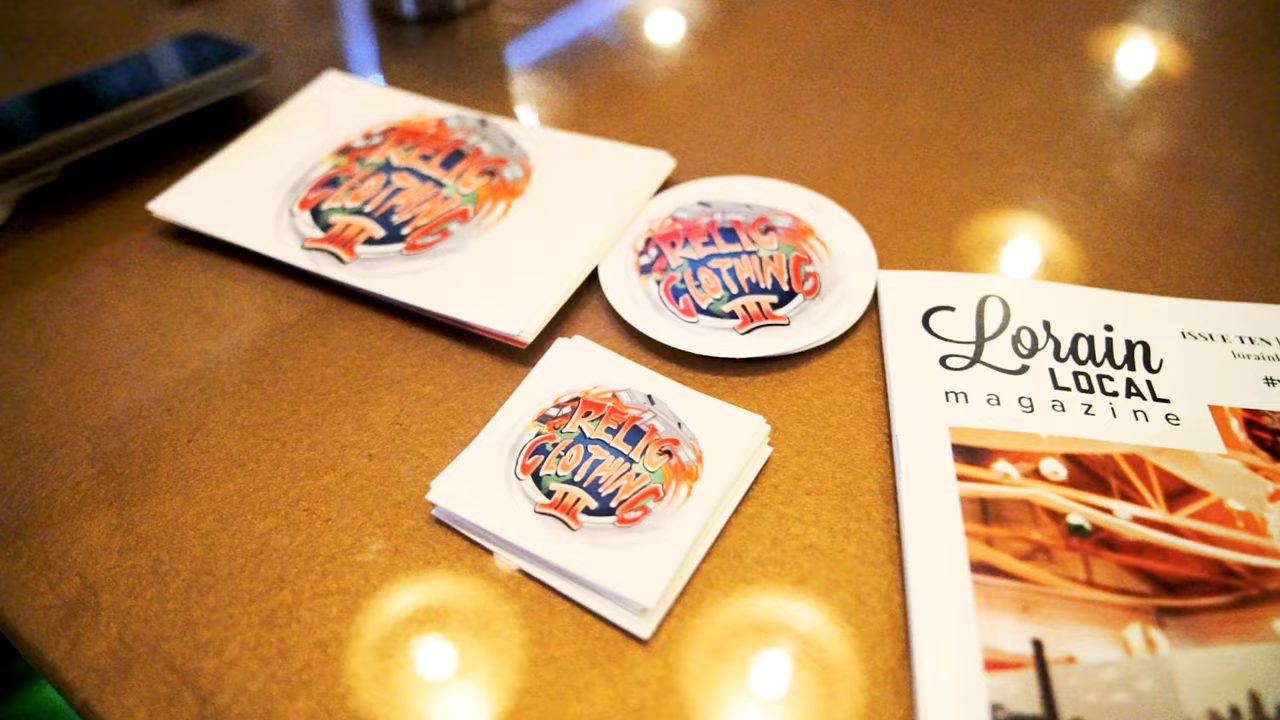 RELIC
CLOTHING
III
RELIC
CLOTHING
III
RELIC
CLOTHING
III
Lorain
LOCAL
magazine
ISSUE TEN